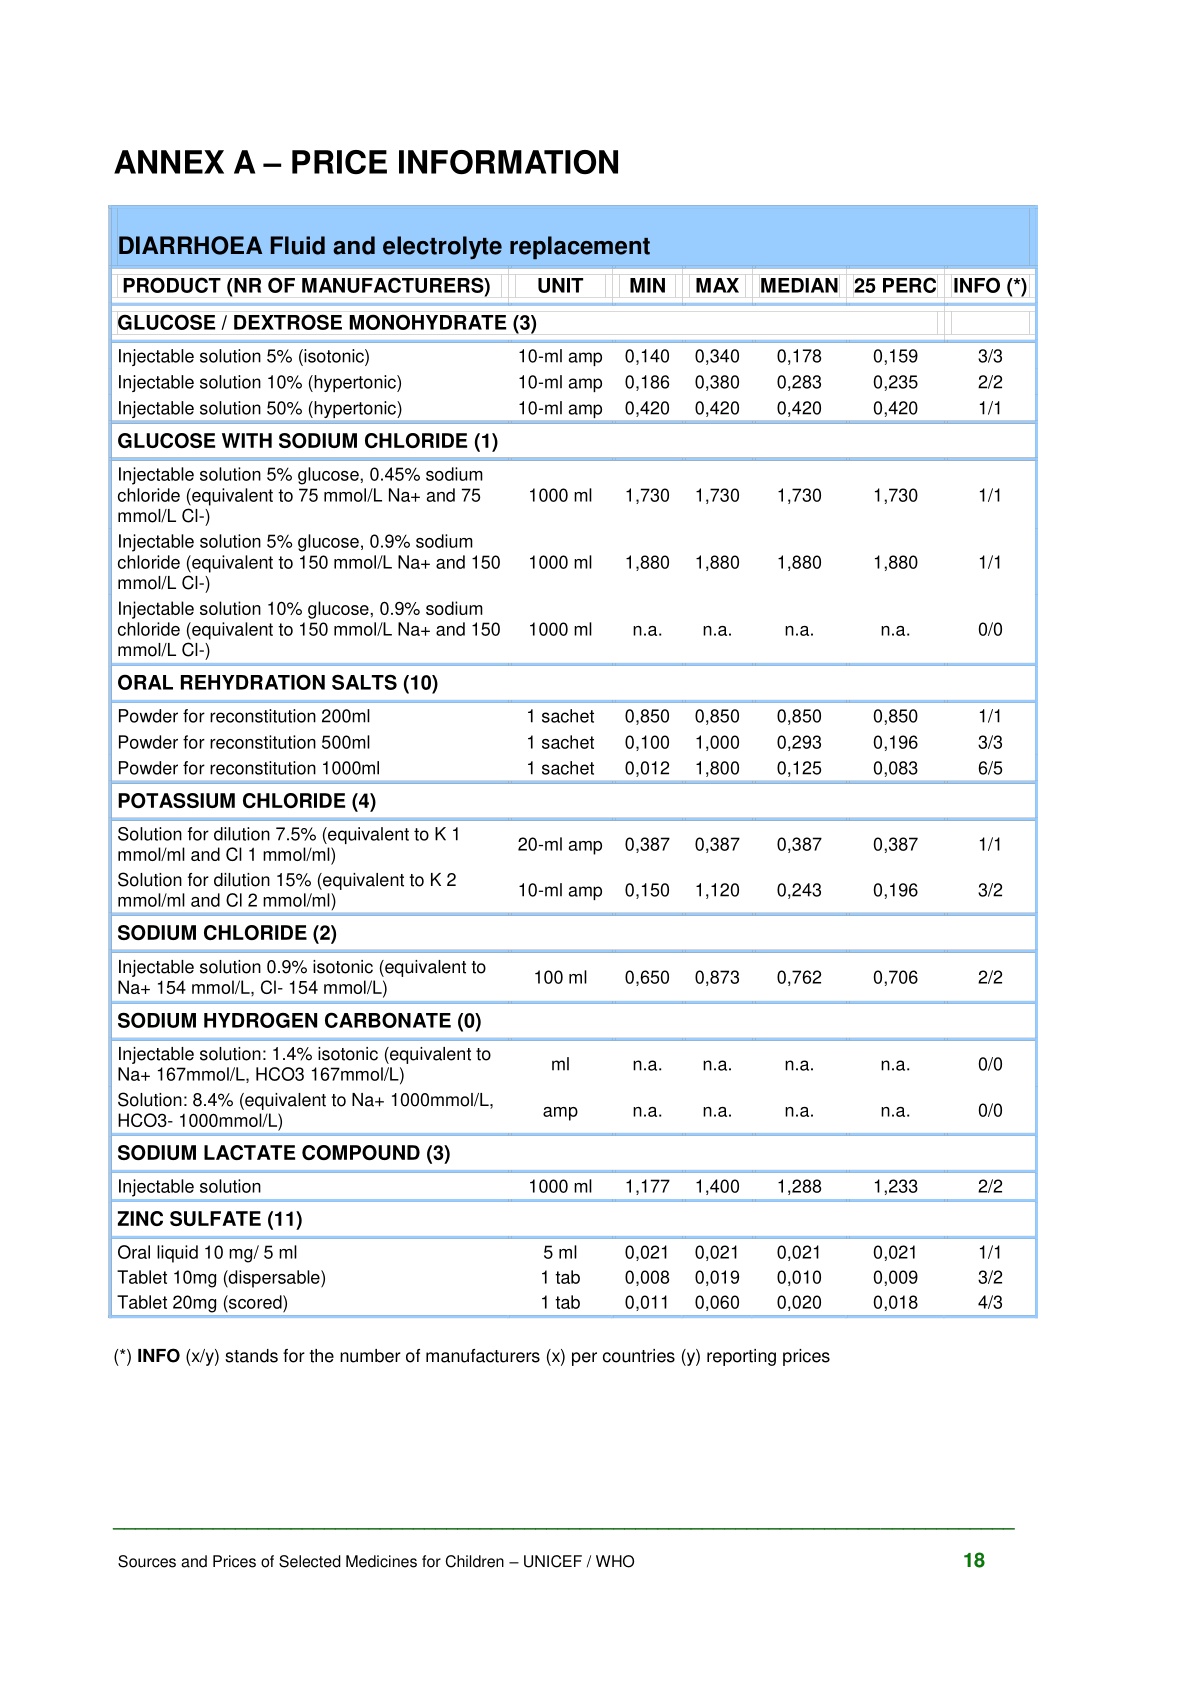 ANNEX A – PRICE INFORMATION
DIARRHOEA Fluid and electrolyte replacement
PRODUCT (NR OF MANUFACTURERS) UNIT MIN MAX MEDIAN 25 PERC INFO (*)
GLUCOSE / DEXTROSE MONOHYDRATE (3)
Injectable solution 5% (isotonic) 10-ml amp 0,140 0,340 0,178 0,159 3/3
Injectable solution 10% (hypertonic) 10-ml amp 0,186 0,380 0,283 0,235 2/2
Injectable solution 50% (hypertonic) 10-ml amp 0,420 0,420 0,420 0,420 1/1
GLUCOSE WITH SODIUM CHLORIDE (1)
Injectable solution 5% glucose, 0.45% sodium
chloride (equivalent to 75 mmol/L Na+ and 75 1000 ml 1,730 1,730 1,730 1,730 1/1
mmol/L Cl-)
Injectable solution 5% glucose, 0.9% sodium
chloride (equivalent to 150 mmol/L Na+ and 150 1000 ml 1,880 1,880 1,880 1,880 1/1
mmol/L Cl-)
Injectable solution 10% glucose, 0.9% sodium
chloride (equivalent to 150 mmol/L Na+ and 150 1000 ml n.a. n.a. n.a. n.a. 0/0
mmol/L Cl-)
ORAL REHYDRATION SALTS (10)
Powder for reconstitution 200ml 1 sachet 0,850 0,850 0,850 0,850 1/1
Powder for reconstitution 500ml 1 sachet 0,100 1,000 0,293 0,196 3/3
Powder for reconstitution 1000ml 1 sachet 0,012 1,800 0,125 0,083 6/5
POTASSIUM CHLORIDE (4)
Solution for dilution 7.5% (equivalent to K 1
mmol/ml and Cl 1 mmol/ml) 20-ml amp 0,387 0,387 0,387 0,387 1/1
Solution for dilution 15% (equivalent to K 2
mmol/ml and Cl 2 mmol/ml) 10-ml amp 0,150 1,120 0,243 0,196 3/2
SODIUM CHLORIDE (2)
Injectable solution 0.9% isotonic (equivalent to
Na+ 154 mmol/L, Cl- 154 mmol/L) 100 ml 0,650 0,873 0,762 0,706 2/2
SODIUM HYDROGEN CARBONATE (0)
Injectable solution: 1.4% isotonic (equivalent to
Na+ 167mmol/L, HCO3 167mmol/L) ml n.a. n.a. n.a. n.a. 0/0
Solution: 8.4% (equivalent to Na+ 1000mmol/L,
HCO3- 1000mmol/L) amp n.a. n.a. n.a. n.a. 0/0
SODIUM LACTATE COMPOUND (3)
Injectable solution 1000 ml 1,177 1,400 1,288 1,233 2/2
ZINC SULFATE (11)
Oral liquid 10 mg/ 5 ml 5 ml 0,021 0,021 0,021 0,021 1/1
Tablet 10mg (dispersable) 1 tab 0,008 0,019 0,010 0,009 3/2
Tablet 20mg (scored) 1 tab 0,011 0,060 0,020 0,018 4/3
(*) INFO (x/y) stands for the number of manufacturers (x) per countries (y) reporting prices
Sources and Prices of Selected Medicines for Children – UNICEF / WHO 18